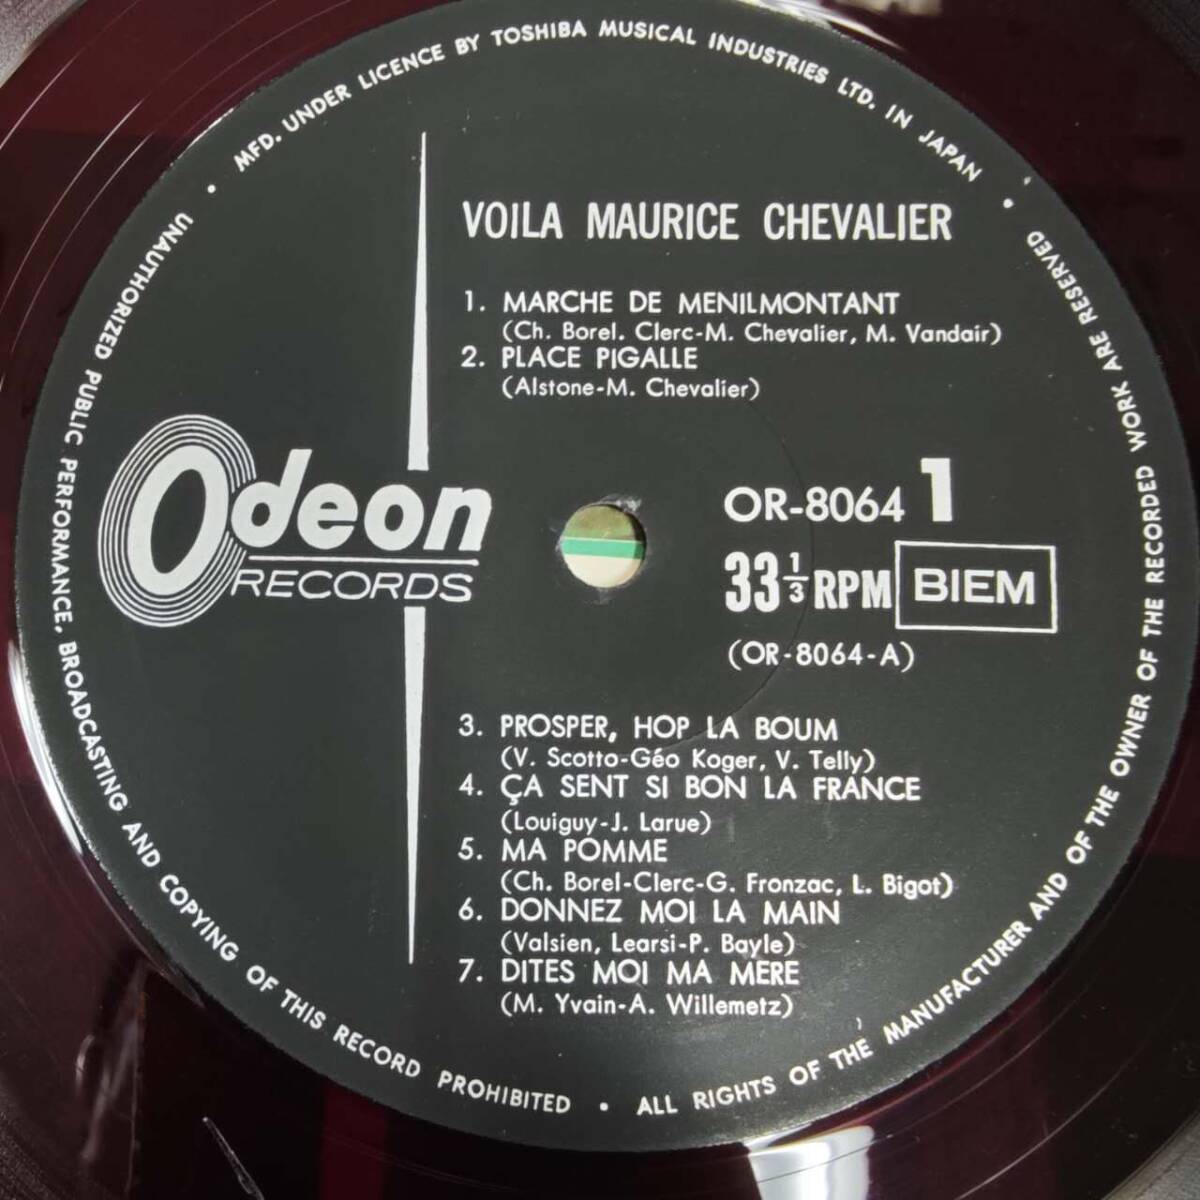 MFD. UNDER LICENCE BY TOSHIBA MUSICAL INDUSTRIES LTD. IN JAPAN
VOILA MAURICE CHEVALIER
1. MARCHE DE MENILMONTANT
(Ch. Borel. Clerc-M. Chevalier, M. Vandair)
2. PLACE PIGALLE
(Alstone-M. Chevalier)
Odeon
RECORDS
OR-8064 1
33 1/3 RPM BIEM
(OR-8064-A)
3. PROSPER, HOP LA BOUM
(V. Scotto-Géo Koger, V. Telly)
4. ÇA SENT SI BON LA FRANCE
(Louiguy-J. Larue)
5. MA POMME
(Ch. Borel-Clerc-G. Fronzac, L. Bigot)
6. DONNEZ MOI LA MAIN
(Valsien, Learsi-P. Bayle)
7. DITES MOI MA MERE
(M. Yvain-A. Willemetz)
UNAUTHORIZED PUBLIC PERFORMANCE, BROADCASTING AND COPYING OF THIS RECORD PROHIBITED • ALL RIGHTS OF THE MANUFACTURER AND OF THE OWNER OF THE RECORDED WORK ARE RESERVED